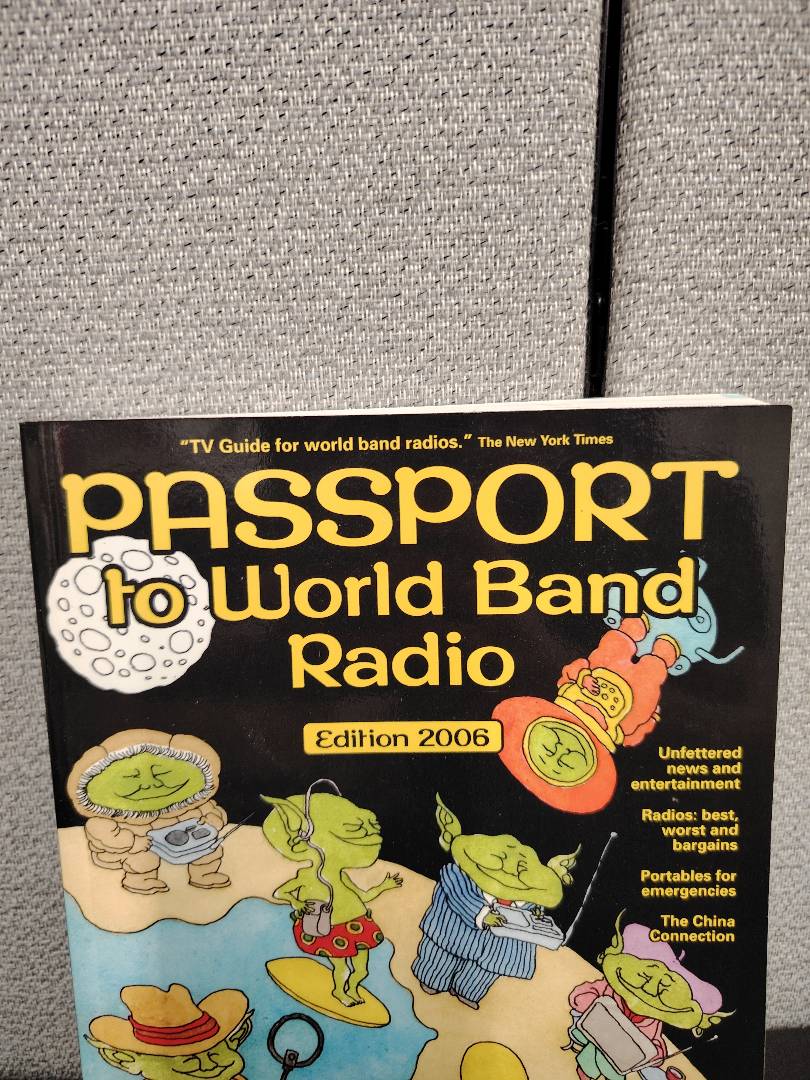 "TV Guide for world band radios." The New York Times
PASSPORT
to World Band
Radio
Edition 2006
Unfettered
news and
entertainment
Radios: best,
worst and
bargains
Portables for
emergencies
The China
Connection